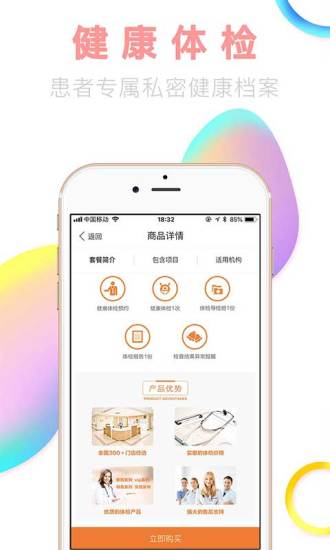 健康体检
患者专属私密健康档案
中国移动 18:32 85%
返回 商品详情
套餐简介 包含项目 适用机构
健康体检预约 健康体检1次 体检导检组1份
体检报告1份 检查结果异常提醒
产品优势
PRODUCT ADVANTAGES
全国300+门店任选 实惠的体检价格
优质的体检产品 强大的售后支持
立即购买